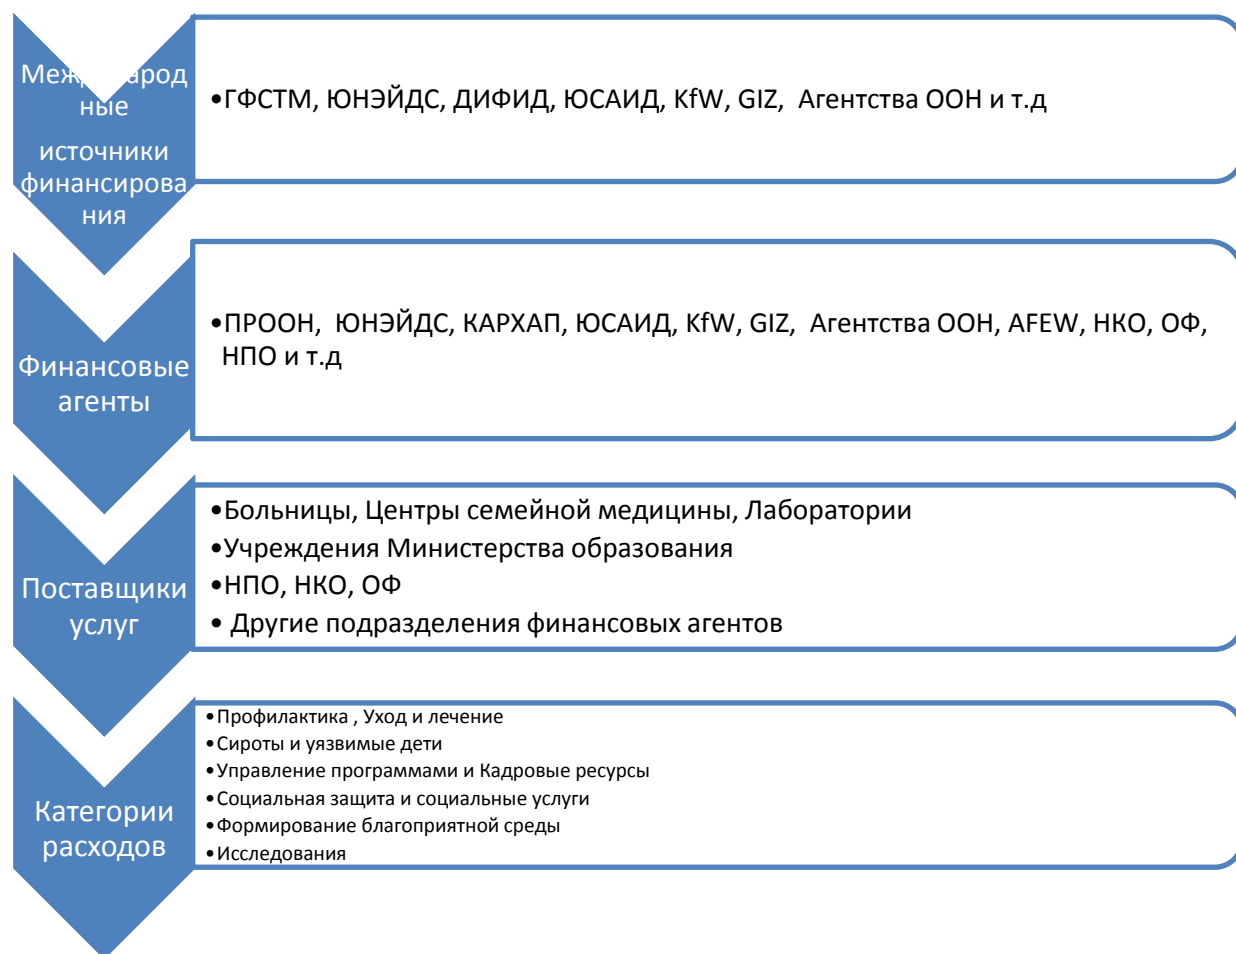 Международ
ные
источники
финансирова
ния
•ГФСТМ, ЮНЭЙДС, ДИФИД, ЮСАИД, KfW, GIZ, Агентства ООН и т.д
Финансовые
агенты
•ПРООН, ЮНЭЙДС, КАРХАП, ЮСАИД, KfW, GIZ, Агентства ООН, AFEW, НКО, ОФ,
НПО и т.д
Поставщики
услуг
•Больницы, Центры семейной медицины, Лаборатории
•Учреждения Министерства образования
•НПО, НКО, ОФ
• Другие подразделения финансовых агентов
Категории
расходов
•Профилактика , Уход и лечение
•Сироты и уязвимые дети
•Управление программами и Кадровые ресурсы
•Социальная защита и социальные услуги
•Формирование благоприятной среды
•Исследования